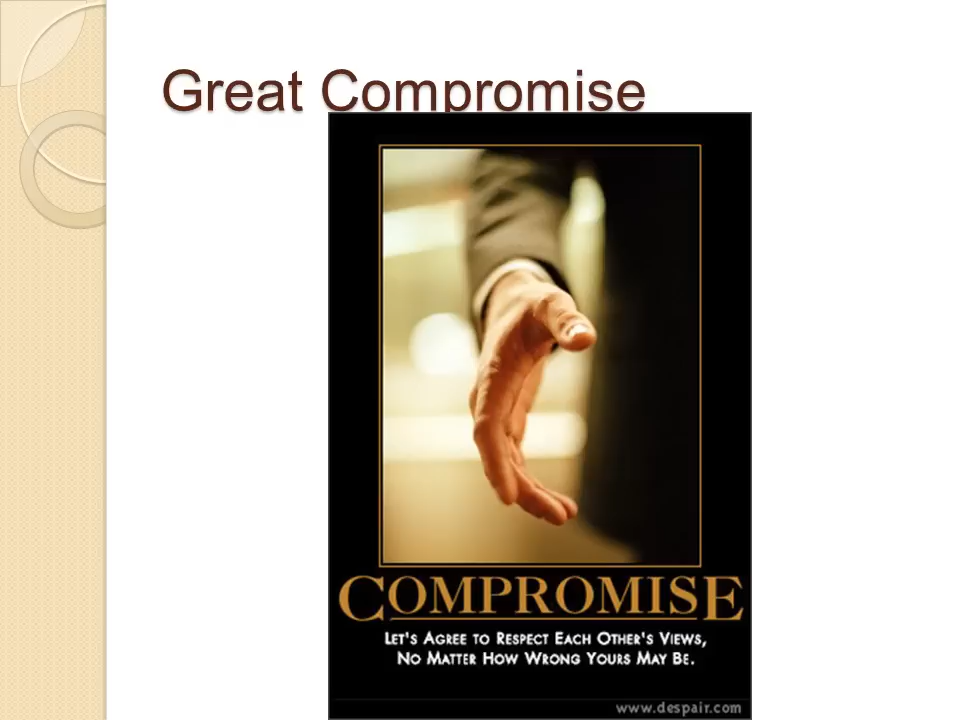 Great Compromise
COMPROMISE
LET'S AGREE TO RESPECT EACH OTHER'S VIEWS,
NO MATTER HOW WRONG YOURS MAY BE.
www.despair.com